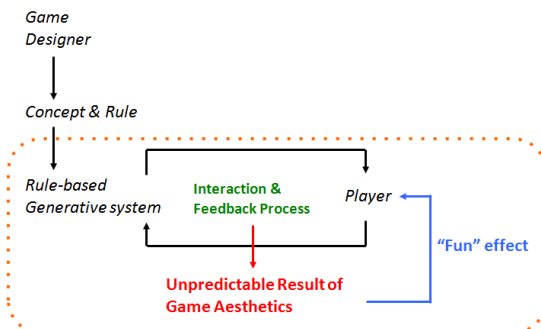 Game
Designer
Concept & Rule
Rule-based
Generative system
Interaction &
Feedback Process
Player
"Fun" effect
Unpredictable Result of
Game Aesthetics